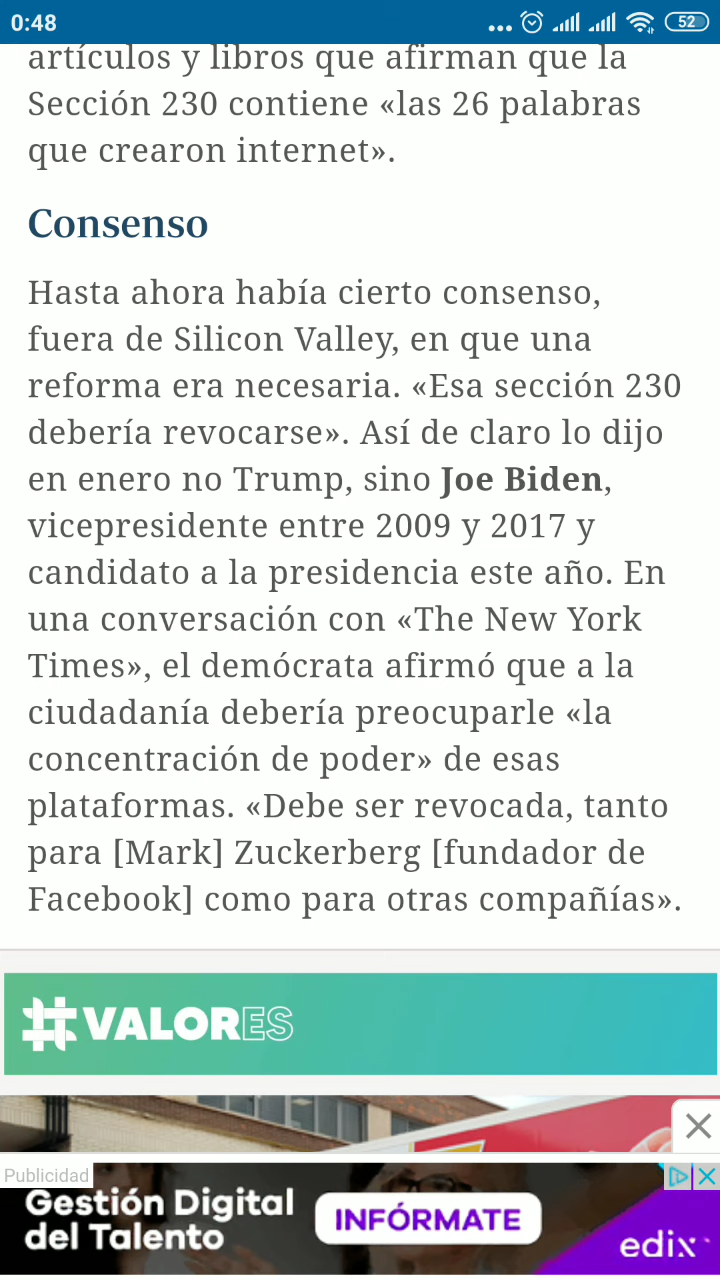 0:48
52
artículos y libros que afirman que la
Sección 230 contiene «las 26 palabras
que crearon internet».
Consenso
Hasta ahora había cierto consenso,
fuera de Silicon Valley, en que una
reforma era necesaria. «Esa sección 230
debería revocarse». Así de claro lo dijo
en enero no Trump, sino Joe Biden,
vicepresidente entre 2009 y 2017 y
candidato a la presidencia este año. En
una conversación con «The New York
Times», el demócrata afirmó que a la
ciudadanía debería preocuparle «la
concentración de poder» de esas
plataformas. «Debe ser revocada, tanto
para [Mark] Zuckerberg [fundador de
Facebook] como para otras compañías».
#VALORES
Publicidad
Gestión Digital
del Talento
INFÓRMATE
edix